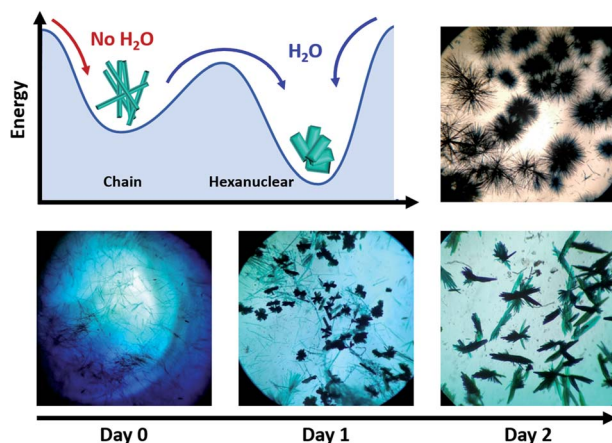 No H₂O
H₂O
Energy
Chain
Hexanuclear
Day 0
Day 1
Day 2